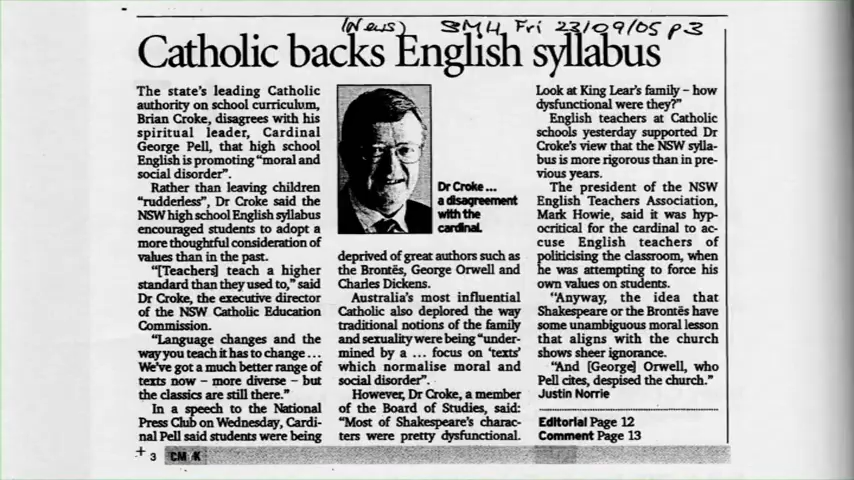 (News) SMH Fri 23/09/05 p3
Catholic backs English syllabus
The state's leading Catholic
authority on school curriculum,
Brian Croke, disagrees with his
spiritual leader, Cardinal
George Pell, that high school
English is promoting "moral and
social disorder".
Rather than leaving children
"rudderless", Dr Croke said the
NSW high school English syllabus
encouraged students to adopt a
more thoughtful consideration of
values than in the past.
"[Teachers] teach a higher
standard than they used to," said
Dr Croke, the executive director
of the NSW Catholic Education
Commission.
"Language changes and the
way you teach it has to change ...
We've got a much better range of
texts now – more diverse – but
the classics are still there."
In a speech to the National
Press Club on Wednesday, Cardi-
nal Pell said students were being
Dr Croke ...
a disagreement
with the
cardinal.
deprived of great authors such as
the Brontës, George Orwell and
Charles Dickens.
Australia's most influential
Catholic also deplored the way
traditional notions of the family
and sexuality were being "under-
mined by a ... focus on 'texts'
which normalise moral and
social disorder".
However, Dr Croke, a member
of the Board of Studies, said:
"Most of Shakespeare's charac-
ters were pretty dysfunctional.
Look at King Lear's family – how
dysfunctional were they?"
English teachers at Catholic
schools yesterday supported Dr
Croke's view that the NSW sylla-
bus is more rigorous than in pre-
vious years.
The president of the NSW
English Teachers Association,
Mark Howie, said it was hyp-
ocritical for the cardinal to ac-
cuse English teachers of
politicising the classroom, when
he was attempting to force his
own values on students.
"Anyway, the idea that
Shakespeare or the Brontës have
some unambiguous moral lesson
that aligns with the church
shows sheer ignorance.
"And [George] Orwell, who
Pell cites, despised the church."
Justin Norrie
Editorial Page 12
Comment Page 13
3 CM K